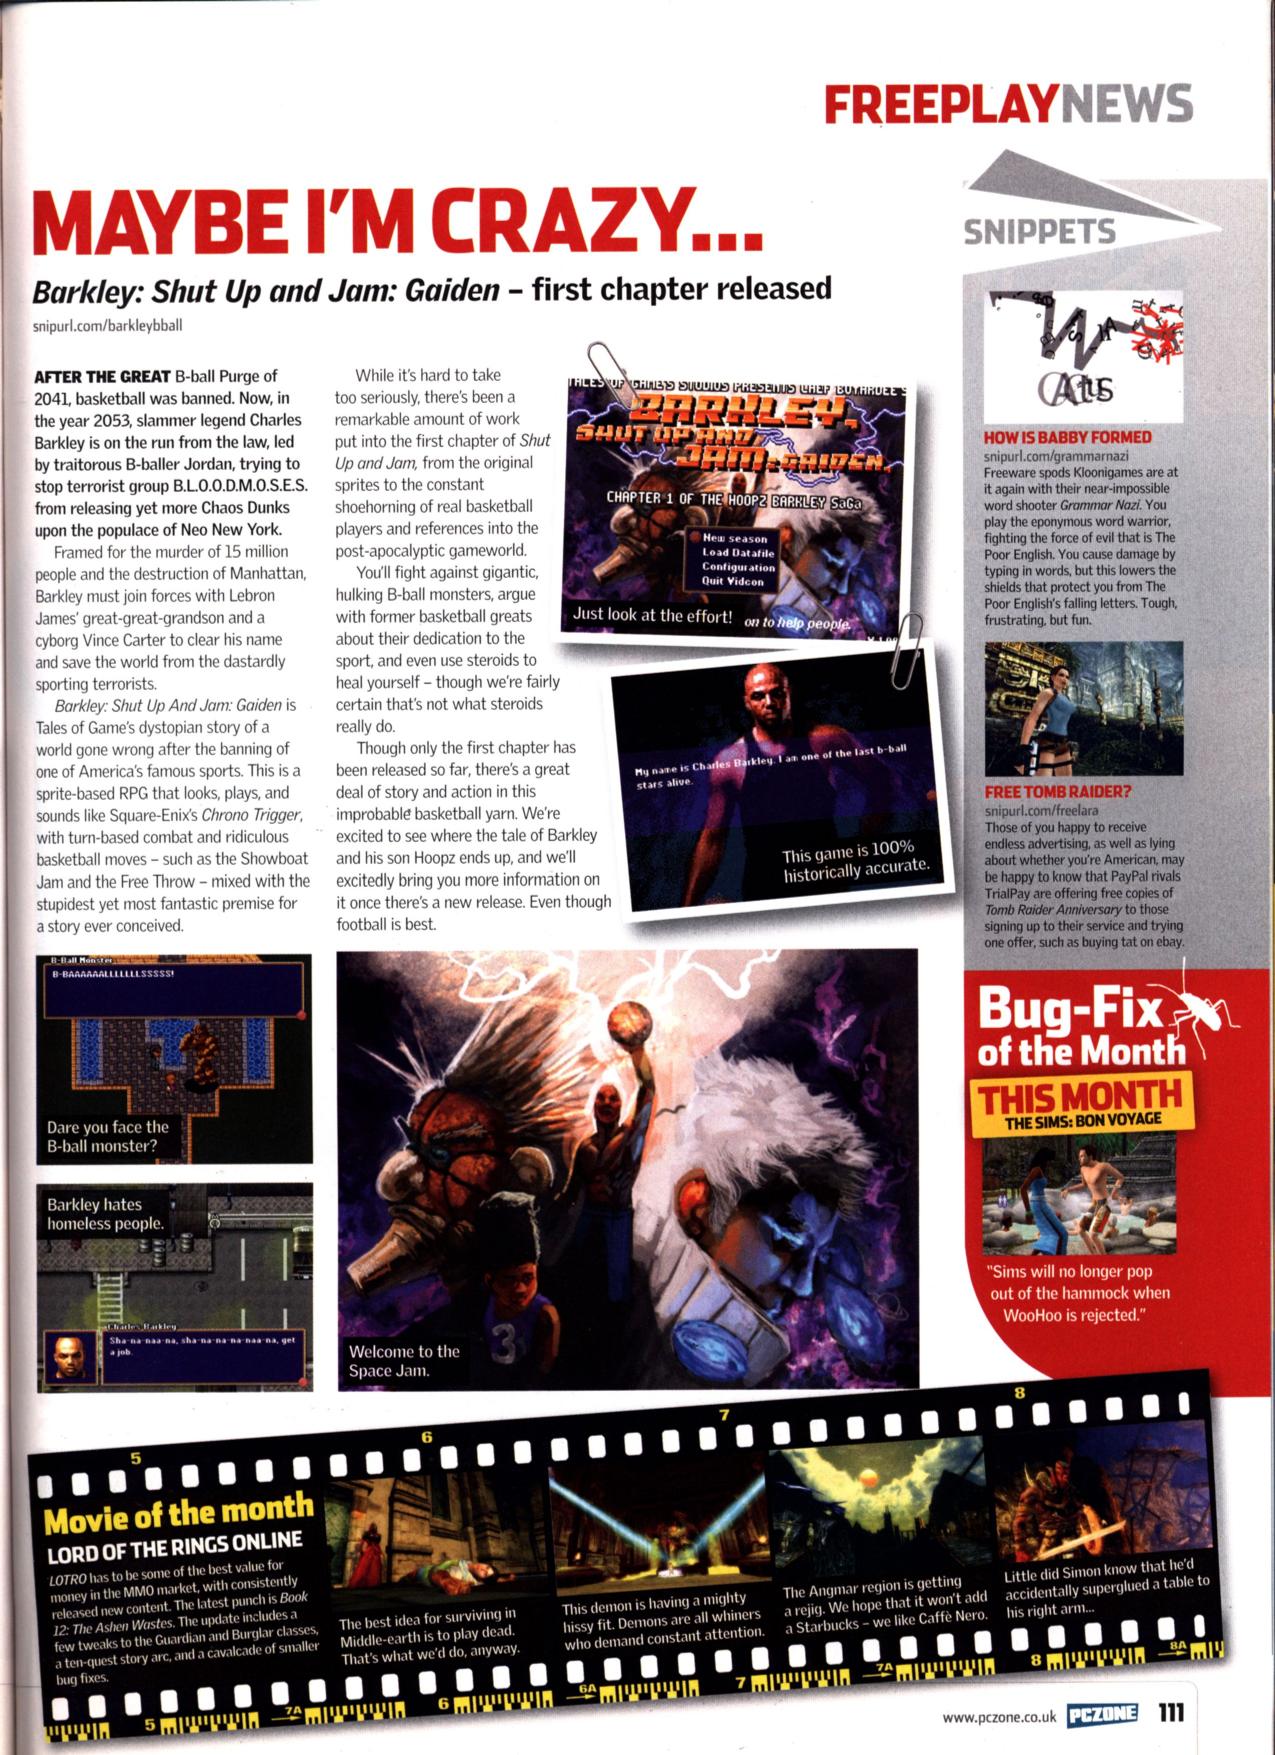 FREEPLAYNEWS
MAYBE I'M CRAZY...
Barkley: Shut Up and Jam: Gaiden – first chapter released
snipurl.com/barkleybball
AFTER THE GREAT B-ball Purge of
2041, basketball was banned. Now, in
the year 2053, slammer legend Charles
Barkley is on the run from the law, led
by traitorous B-baller Jordan, trying to
stop terrorist group B.L.O.O.D.M.O.S.E.S.
from releasing yet more Chaos Dunks
upon the populace of Neo New York.
Framed for the murder of 15 million
people and the destruction of Manhattan,
Barkley must join forces with Lebron
James' great-great-grandson and a
cyborg Vince Carter to clear his name
and save the world from the dastardly
sporting terrorists.
Barkley: Shut Up And Jam: Gaiden is
Tales of Game's dystopian story of a
world gone wrong after the banning of
one of America's famous sports. This is a
sprite-based RPG that looks, plays, and
sounds like Square-Enix's Chrono Trigger,
with turn-based combat and ridiculous
basketball moves – such as the Showboat
Jam and the Free Throw – mixed with the
stupidest yet most fantastic premise for
a story ever conceived.
While it's hard to take
too seriously, there's been a
remarkable amount of work
put into the first chapter of Shut
Up and Jam, from the original
sprites to the constant
shoehorning of real basketball
players and references into the
post-apocalyptic gameworld.
You'll fight against gigantic,
hulking B-ball monsters, argue
with former basketball greats
about their dedication to the
sport, and even use steroids to
heal yourself – though we're fairly
certain that's not what steroids
really do.
Though only the first chapter has
been released so far, there's a great
deal of story and action in this
improbable basketball yarn. We're
excited to see where the tale of Barkley
and his son Hoopz ends up, and we'll
excitedly bring you more information on
it once there's a new release. Even though
football is best.
TALES OF GAME'S STUDIOS PRESENTS CHEF BOYARDEE'S
BARKLEY,
SHUT UP AND
JAM: GAIDEN.
CHAPTER 1 OF THE HOOPZ BARKLEY SaGa
New season
Load Datafile
Configuration
Quit Vidcon
Just look at the effort!
on to help people.
My name is Charles Barkley. I am one of the last b-ball
stars alive.
This game is 100%
historically accurate.
B-Ball Monster
B-BAAAAAALLLLLLLSSSSS!
Dare you face the
B-ball monster?
Barkley hates
homeless people.
Charles Barkley
Sha-na-naa-na, sha-na-na-na-naa-na, get
a job.
3
Welcome to the
Space Jam.
SNIPPETS
HOW IS BABBY FORMED
snipurl.com/grammarnazi
Freeware spods Kloonigames are at
it again with their near-impossible
word shooter Grammar Nazi. You
play the eponymous word warrior,
fighting the force of evil that is The
Poor English. You cause damage by
typing in words, but this lowers the
shields that protect you from The
Poor English's falling letters. Tough,
frustrating, but fun.
FREE TOMB RAIDER?
snipurl.com/freelara
Those of you happy to receive
endless advertising, as well as lying
about whether you're American, may
be happy to know that PayPal rivals
TrialPay are offering free copies of
Tomb Raider Anniversary to those
signing up to their service and trying
one offer, such as buying tat on ebay.
Bug-Fix
of the Month
THIS MONTH
THE SIMS: BON VOYAGE
"Sims will no longer pop
out of the hammock when
WooHoo is rejected."
5
6
7
8
Movie of the month
LORD OF THE RINGS ONLINE
LOTRO has to be some of the best value for
money in the MMO market, with consistently
released new content. The latest punch is Book
12: The Ashen Wastes. The update includes a
few tweaks to the Guardian and Burglar classes,
a ten-quest story arc, and a cavalcade of smaller
bug fixes.
The best idea for surviving in
Middle-earth is to play dead.
That's what we'd do, anyway.
This demon is having a mighty
hissy fit. Demons are all whiners
who demand constant attention.
The Angmar region is getting
a rejig. We hope that it won't add
a Starbucks – we like Caffè Nero.
Little did Simon know that he'd
accidentally superglued a table to
his right arm...
5
7A
6
6A
7
7A
8
8A
www.pczone.co.uk PCZONE 111